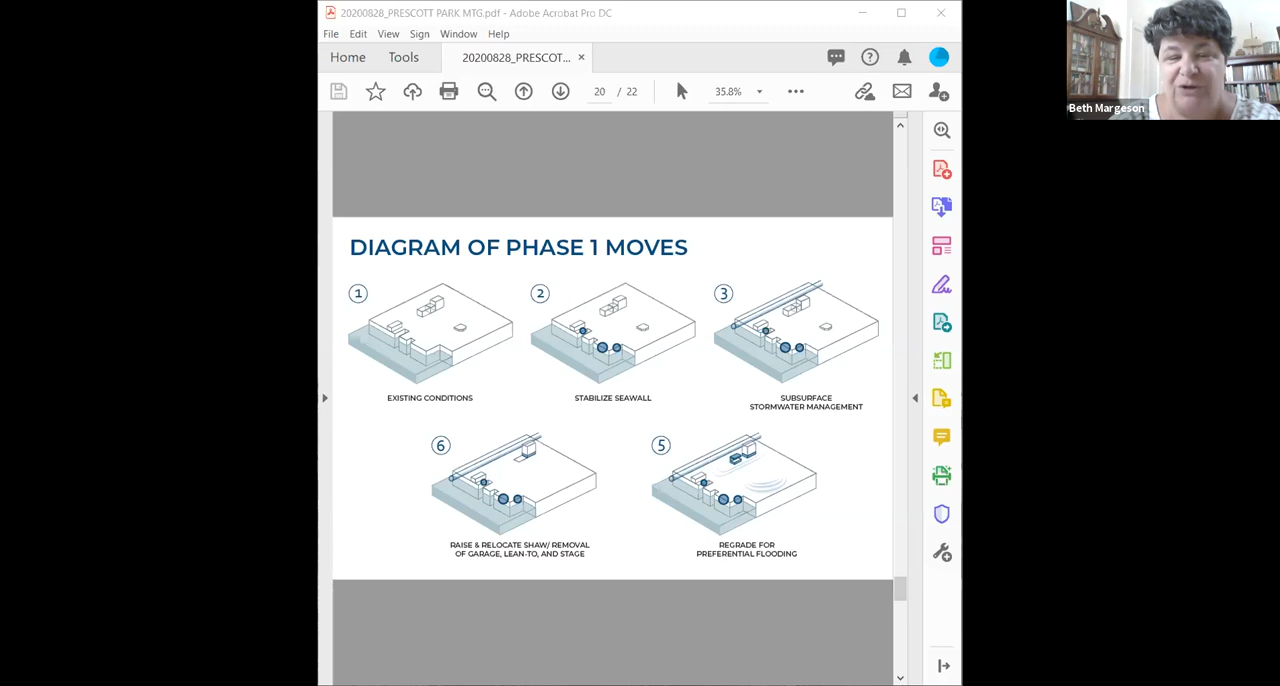 20200828_PRESCOTT PARK MTG.pdf - Adobe Acrobat Pro DC
File Edit View Sign Window Help
Home Tools 20200828_PRESCOT... ×
20 / 22 35.8%
Beth Margeson
DIAGRAM OF PHASE 1 MOVES
1
2
3
EXISTING CONDITIONS
STABILIZE SEAWALL
SUBSURFACE
STORMWATER MANAGEMENT
6
5
RAISE & RELOCATE SHAW/ REMOVAL
OF GARAGE, LEAN-TO, AND STAGE
REGRADE FOR
PREFERENTIAL FLOODING